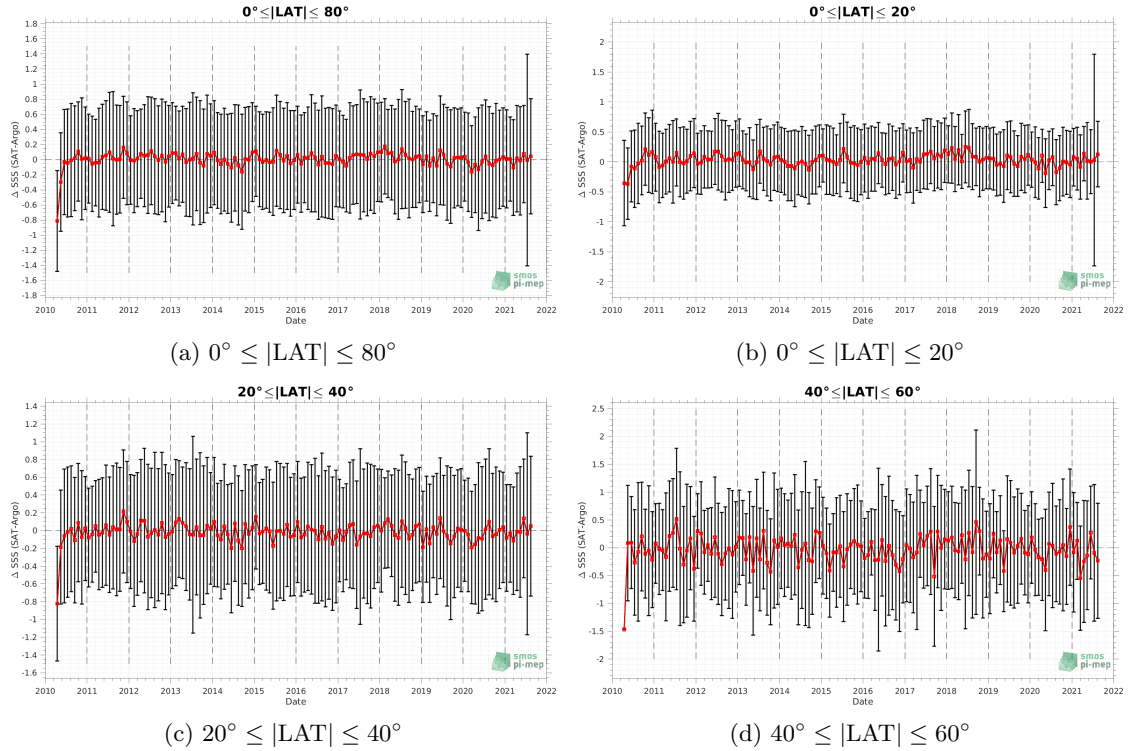 0°≤|LAT|≤ 80°
Δ SSS (SAT-Argo)
1.8
1.6
1.4
1.2
1
0.8
0.6
0.4
0.2
0
-0.2
-0.4
-0.6
-0.8
-1
-1.2
-1.4
-1.6
-1.8
smos
pi-mep
2010 2011 2012 2013 2014 2015 2016 2017 2018 2019 2020 2021 2022
Date
(a) 0° ≤ |LAT| ≤ 80°
0°≤|LAT|≤ 20°
Δ SSS (SAT-Argo)
2
1.5
1
0.5
0
-0.5
-1
-1.5
-2
smos
pi-mep
2010 2011 2012 2013 2014 2015 2016 2017 2018 2019 2020 2021 2022
Date
(b) 0° ≤ |LAT| ≤ 20°
20°≤|LAT|≤ 40°
Δ SSS (SAT-Argo)
1.4
1.2
1
0.8
0.6
0.4
0.2
0
-0.2
-0.4
-0.6
-0.8
-1
-1.2
-1.4
-1.6
smos
pi-mep
2010 2011 2012 2013 2014 2015 2016 2017 2018 2019 2020 2021 2022
Date
(c) 20° ≤ |LAT| ≤ 40°
40°≤|LAT|≤ 60°
Δ SSS (SAT-Argo)
2.5
2
1.5
1
0.5
0
-0.5
-1
-1.5
-2
smos
pi-mep
2010 2011 2012 2013 2014 2015 2016 2017 2018 2019 2020 2021 2022
Date
(d) 40° ≤ |LAT| ≤ 60°